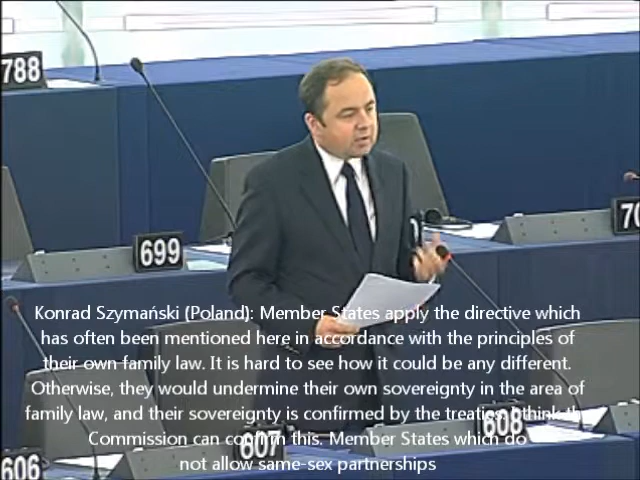 788
699
70
Konrad Szymański (Poland): Member States apply the directive which
has often been mentioned here in accordance with the principles of
their own family law. It is hard to see how it could be any different.
Otherwise, they would undermine their own sovereignty in the area of
family law, and their sovereignty is confirmed by the treaties. I think the
Commission can confirm this. Member States which do
not allow same-sex partnerships
608
607
606